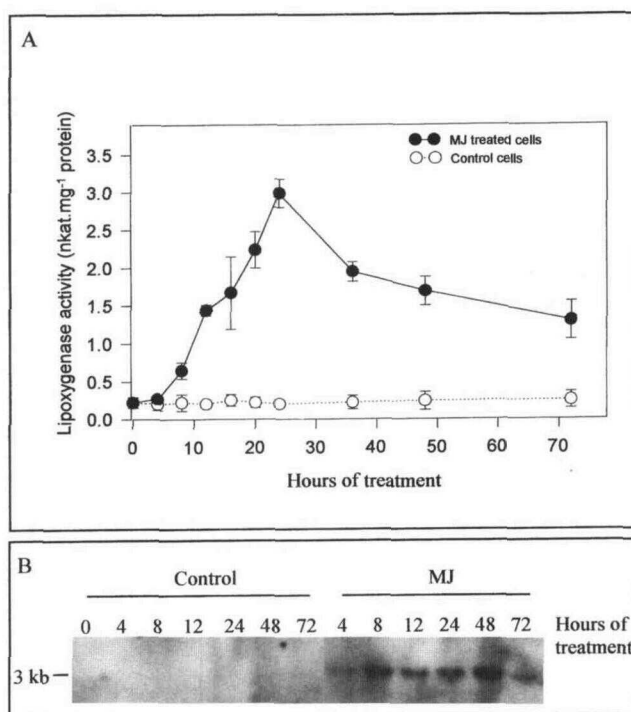 A
Lipoxygenase activity (nkat.mg⁻¹ protein)
3.5
3.0
2.5
2.0
1.5
1.0
0.5
0.0
MJ treated cells
Control cells
0 10 20 30 40 50 60 70
Hours of treatment
B
Control MJ
0 4 8 12 24 48 72 4 8 12 24 48 72 Hours of
treatment
3 kb